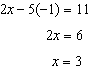 2x − 5(−1) = 11
2x = 6
x = 3